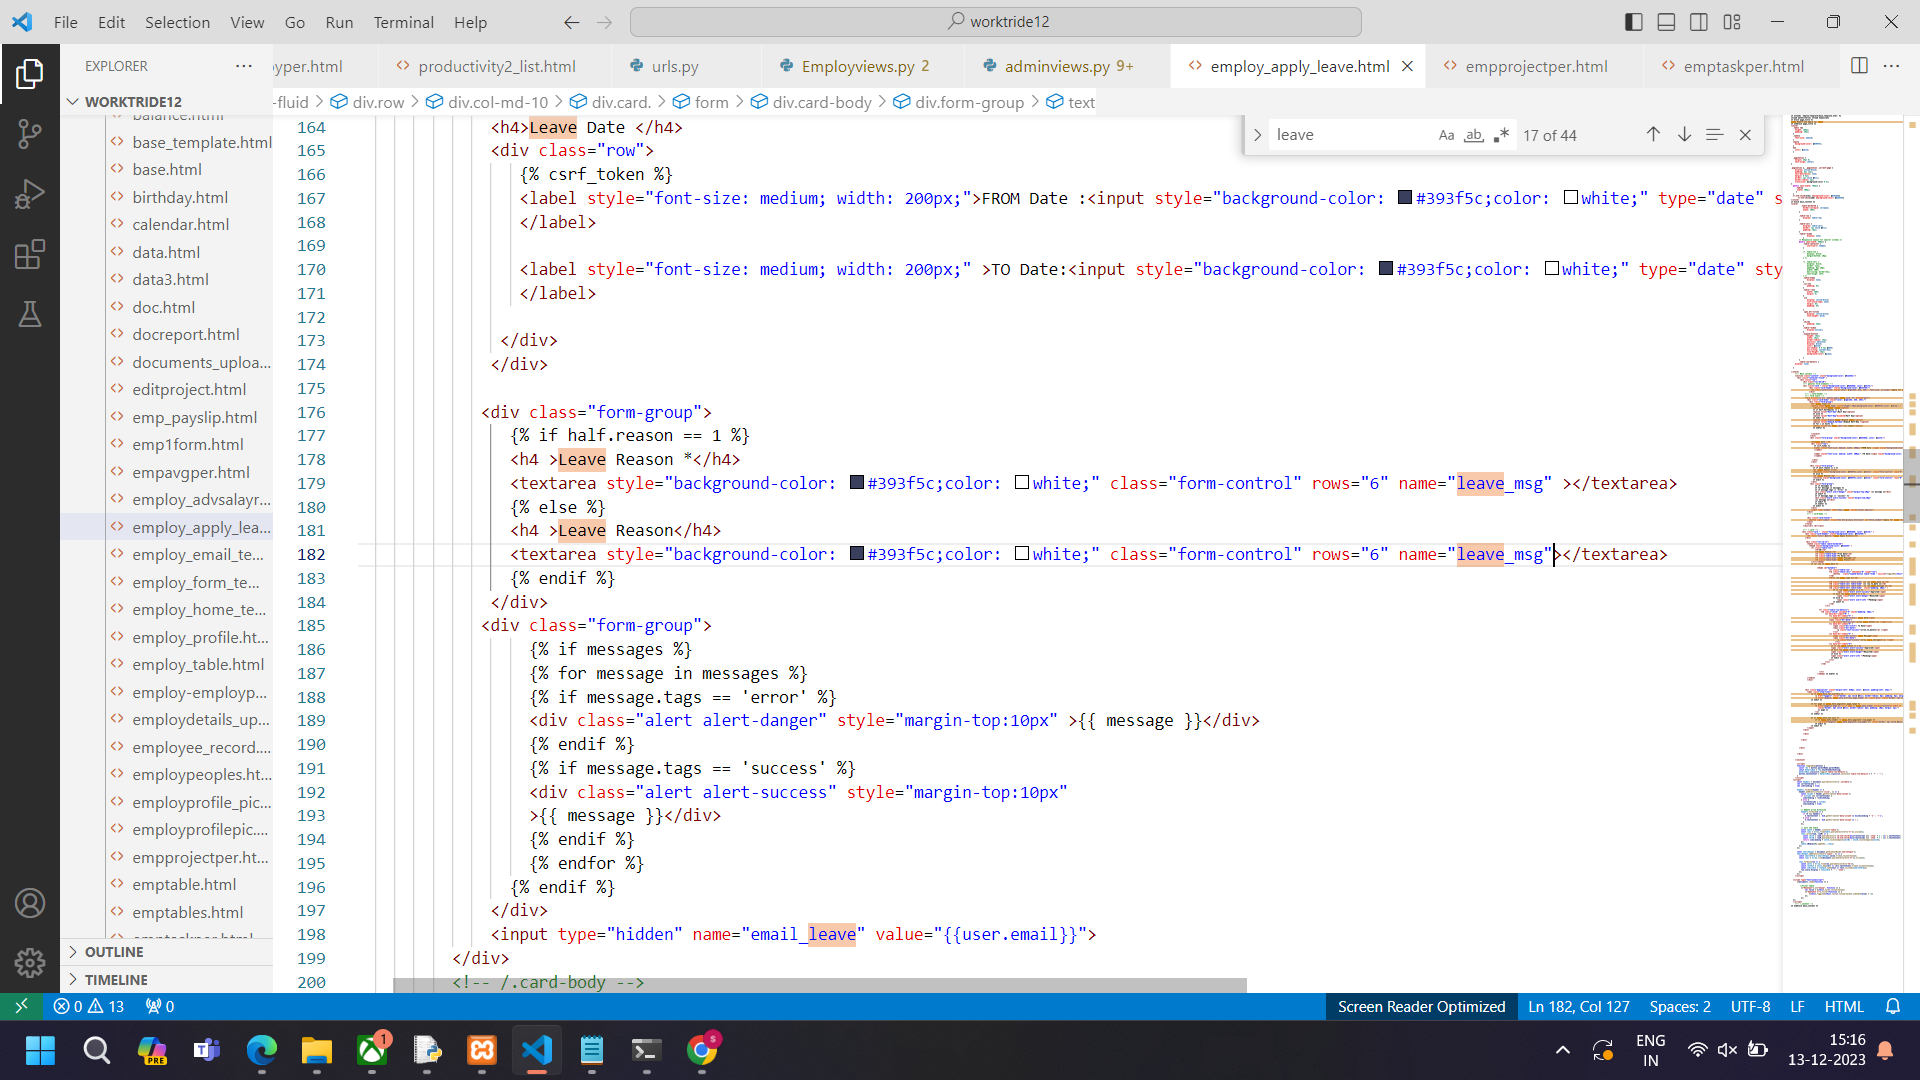 File Edit Selection View Go Run Terminal Help
worktride12
EXPLORER
yper.html
productivity2_list.html
urls.py
Employviews.py 2
adminviews.py 9+
employ_apply_leave.html
empprojectper.html
emptaskper.html
WORKTRIDE12
-fluid > div.row > div.col-md-10 > div.card. > form > div.card-body > div.form-group > text
leave
Aa ab .* 17 of 44
balance.html
base_template.html
base.html
birthday.html
calendar.html
data.html
data3.html
doc.html
docreport.html
documents_uploa...
editproject.html
emp_payslip.html
emp1form.html
empavgper.html
employ_advsalayr...
employ_apply_lea...
employ_email_te...
employ_form_te...
employ_home_te...
employ_profile.ht...
employ_table.html
employ-employp...
employdetails_up...
employee_record....
employpeoples.ht...
employprofile_pic...
employprofilepic....
empprojectper.ht...
emptable.html
emptables.html
OUTLINE
TIMELINE
164 <h4>Leave Date </h4>
165 <div class="row">
166 {% csrf_token %}
167 <label style="font-size: medium; width: 200px;">FROM Date :<input style="background-color: #393f5c;color: white;" type="date" s
168 </label>
169
170 <label style="font-size: medium; width: 200px;" >TO Date:<input style="background-color: #393f5c;color: white;" type="date" sty
171 </label>
172
173 </div>
174 </div>
175
176 <div class="form-group">
177 {% if half.reason == 1 %}
178 <h4 >Leave Reason *</h4>
179 <textarea style="background-color: #393f5c;color: white;" class="form-control" rows="6" name="leave_msg" ></textarea>
180 {% else %}
181 <h4 >Leave Reason</h4>
182 <textarea style="background-color: #393f5c;color: white;" class="form-control" rows="6" name="leave_msg"></textarea>
183 {% endif %}
184 </div>
185 <div class="form-group">
186 {% if messages %}
187 {% for message in messages %}
188 {% if message.tags == 'error' %}
189 <div class="alert alert-danger" style="margin-top:10px" >{{ message }}</div>
190 {% endif %}
191 {% if message.tags == 'success' %}
192 <div class="alert alert-success" style="margin-top:10px"
193 >{{ message }}</div>
194 {% endif %}
195 {% endfor %}
196 {% endif %}
197 </div>
198 <input type="hidden" name="email_leave" value="{{user.email}}">
199 </div>
200 <!-- /.card-body -->
0 13 0
Screen Reader Optimized Ln 182, Col 127 Spaces: 2 UTF-8 LF HTML
PRE
1
s
ENG
IN
15:16
13-12-2023